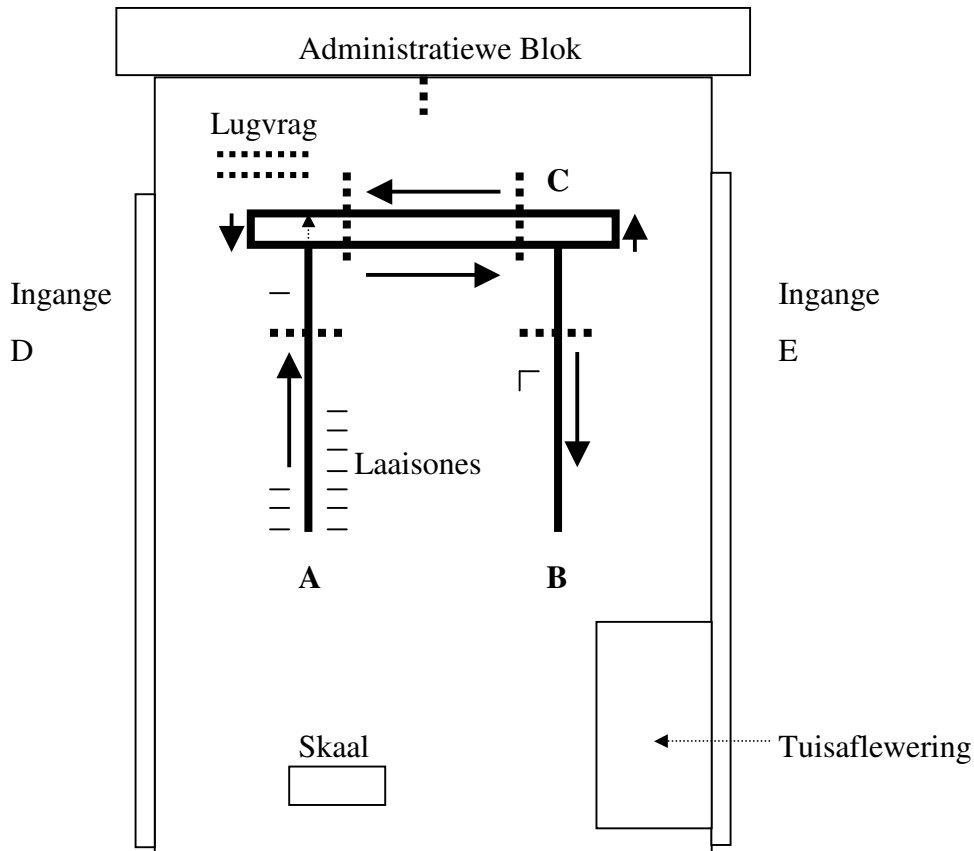 Administratiewe Blok
Lugvrag
C
Ingange
D
Ingange
E
Laaisones
A
B
Skaal
Tuisaflewering